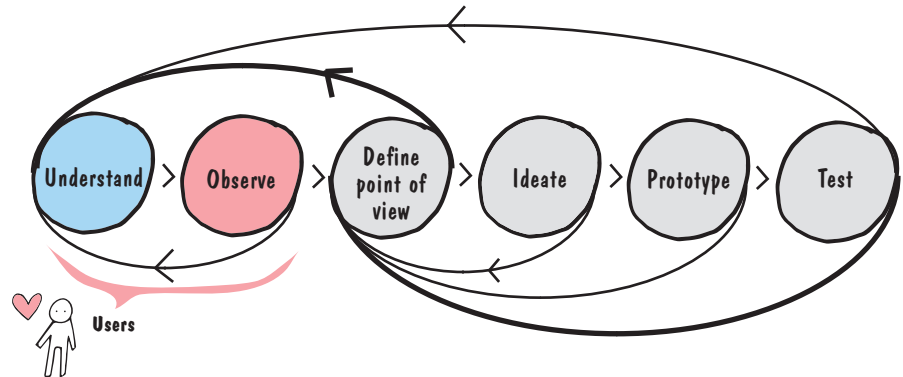 Understand
Observe
Define
point of
view
Ideate
Prototype
Test
Users